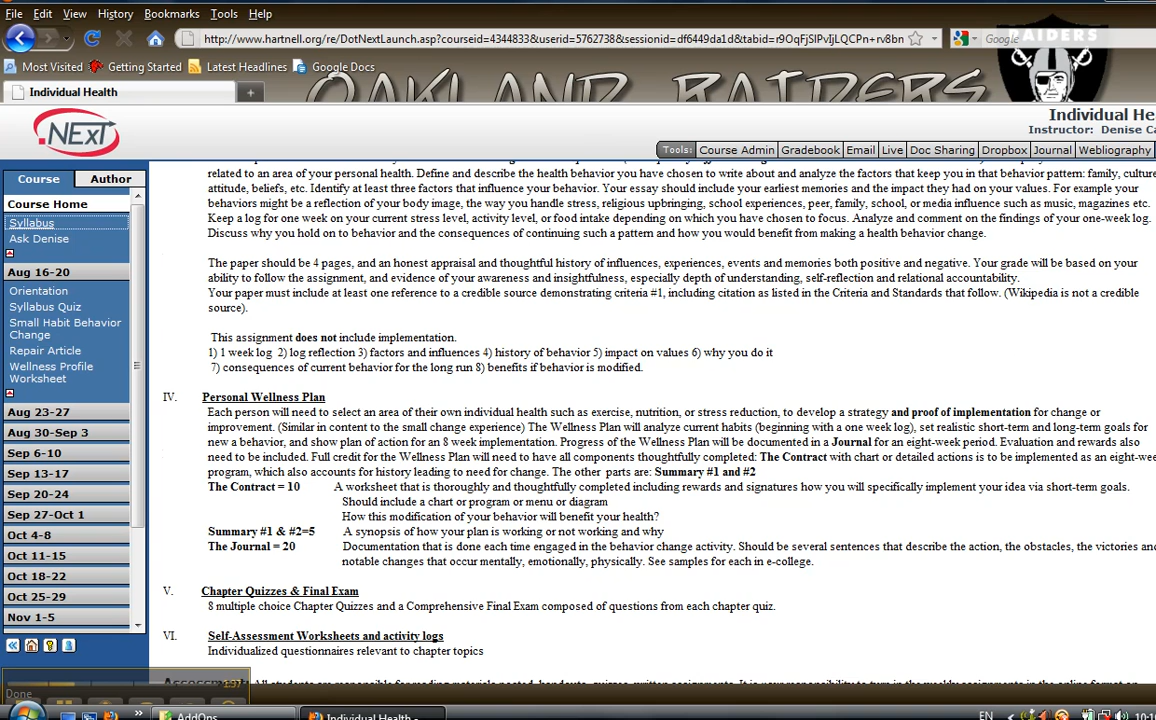 File Edit View History Bookmarks Tools Help
http://www.hartnell.org/re/DotNextLaunch.asp?courseid=4344833&userid=5762738&sessionid=df6449da1d&tabid=r9OqFjSIPvIjLQCPn+rv8bn
Google
RAIDERS
Most Visited Getting Started Latest Headlines Google Docs
OAKLAND RAIDERS
Individual Health
.NExT
Individual He
Instructor: Denise Ca
Tools: Course Admin Gradebook Email Live Doc Sharing Dropbox Journal Webliography
Course Author
Course Home
Syllabus
Ask Denise
Aug 16-20
Orientation
Syllabus Quiz
Small Habit Behavior
Change
Repair Article
Wellness Profile
Worksheet
Aug 23-27
Aug 30-Sep 3
Sep 6-10
Sep 13-17
Sep 20-24
Sep 27-Oct 1
Oct 4-8
Oct 11-15
Oct 18-22
Oct 25-29
Nov 1-5
related to an area of your personal health. Define and describe the health behavior you have chosen to write about and analyze the factors that keep you in that behavior pattern: family, culture
attitude, beliefs, etc. Identify at least three factors that influence your behavior. Your essay should include your earliest memories and the impact they had on your values. For example your
behaviors might be a reflection of your body image, the way you handle stress, religious upbringing, school experiences, peer, family, school, or media influence such as music, magazines etc.
Keep a log for one week on your current stress level, activity level, or food intake depending on which you have chosen to focus. Analyze and comment on the findings of your one-week log.
Discuss why you hold on to behavior and the consequences of continuing such a pattern and how you would benefit from making a health behavior change.
The paper should be 4 pages, and an honest appraisal and thoughtful history of influences, experiences, events and memories both positive and negative. Your grade will be based on your
ability to follow the assignment, and evidence of your awareness and insightfulness, especially depth of understanding, self-reflection and relational accountability.
Your paper must include at least one reference to a credible source demonstrating criteria #1, including citation as listed in the Criteria and Standards that follow. (Wikipedia is not a credible
source).
This assignment does not include implementation.
1) 1 week log 2) log reflection 3) factors and influences 4) history of behavior 5) impact on values 6) why you do it
7) consequences of current behavior for the long run 8) benefits if behavior is modified.
IV. Personal Wellness Plan
Each person will need to select an area of their own individual health such as exercise, nutrition, or stress reduction, to develop a strategy and proof of implementation for change or
improvement. (Similar in content to the small change experience) The Wellness Plan will analyze current habits (beginning with a one week log), set realistic short-term and long-term goals for
new a behavior, and show plan of action for an 8 week implementation. Progress of the Wellness Plan will be documented in a Journal for an eight-week period. Evaluation and rewards also
need to be included. Full credit for the Wellness Plan will need to have all components thoughtfully completed: The Contract with chart or detailed actions is to be implemented as an eight-wee
program, which also accounts for history leading to need for change. The other parts are: Summary #1 and #2
The Contract = 10 A worksheet that is thoroughly and thoughtfully completed including rewards and signatures how you will specifically implement your idea via short-term goals.
Should include a chart or program or menu or diagram
How this modification of your behavior will benefit your health?
Summary #1 & #2=5 A synopsis of how your plan is working or not working and why
The Journal = 20 Documentation that is done each time engaged in the behavior change activity. Should be several sentences that describe the action, the obstacles, the victories and
notable changes that occur mentally, emotionally, physically. See samples for each in e-college.
V. Chapter Quizzes & Final Exam
8 multiple choice Chapter Quizzes and a Comprehensive Final Exam composed of questions from each chapter quiz.
VI. Self-Assessment Worksheets and activity logs
Individualized questionnaires relevant to chapter topics
Done
1:37
AddOns
Individual Health -
EN
10:1